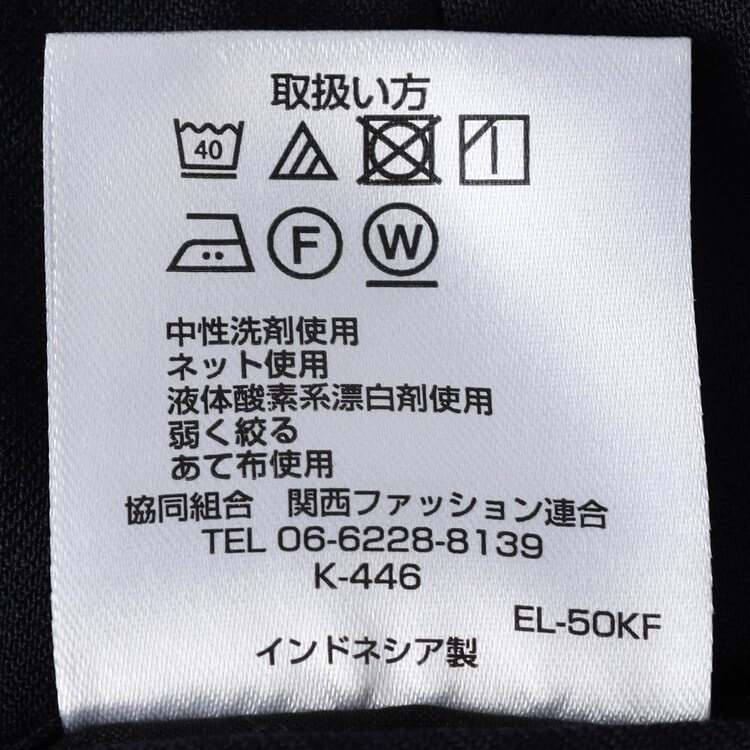 取扱い方
40
F W
中性洗剤使用
ネット使用
液体酸素系漂白剤使用
弱く絞る
あて布使用
協同組合 関西ファッション連合
TEL 06-6228-8139
K-446
EL-50KF
インドネシア製